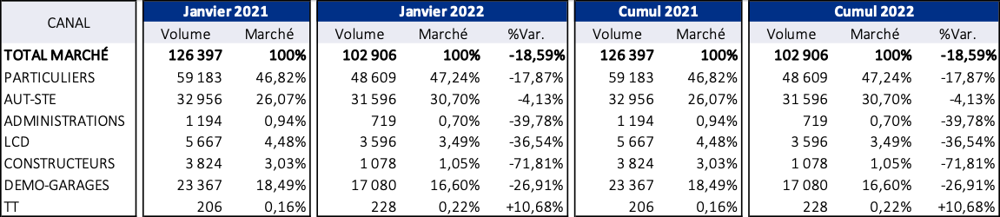 CANAL Janvier 2021 Janvier 2022 Cumul 2021 Cumul 2022
Volume Marché Volume Marché %Var. Volume Marché Volume Marché %Var.
TOTAL MARCHÉ 126 397 100% 102 906 100% -18,59% 126 397 100% 102 906 100% -18,59%
PARTICULIERS 59 183 46,82% 48 609 47,24% -17,87% 59 183 46,82% 48 609 47,24% -17,87%
AUT-STE 32 956 26,07% 31 596 30,70% -4,13% 32 956 26,07% 31 596 30,70% -4,13%
ADMINISTRATIONS 1 194 0,94% 719 0,70% -39,78% 1 194 0,94% 719 0,70% -39,78%
LCD 5 667 4,48% 3 596 3,49% -36,54% 5 667 4,48% 3 596 3,49% -36,54%
CONSTRUCTEURS 3 824 3,03% 1 078 1,05% -71,81% 3 824 3,03% 1 078 1,05% -71,81%
DEMO-GARAGES 23 367 18,49% 17 080 16,60% -26,91% 23 367 18,49% 17 080 16,60% -26,91%
TT 206 0,16% 228 0,22% +10,68% 206 0,16% 228 0,22% +10,68%